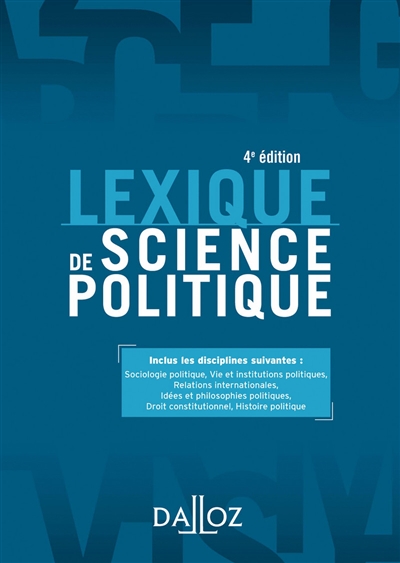 4e édition
LEXIQUE
DE SCIENCE
POLITIQUE
Inclus les disciplines suivantes :
Sociologie politique, Vie et institutions politiques,
Relations internationales,
Idées et philosophies politiques,
Droit constitutionnel, Histoire politique
DALLOZ